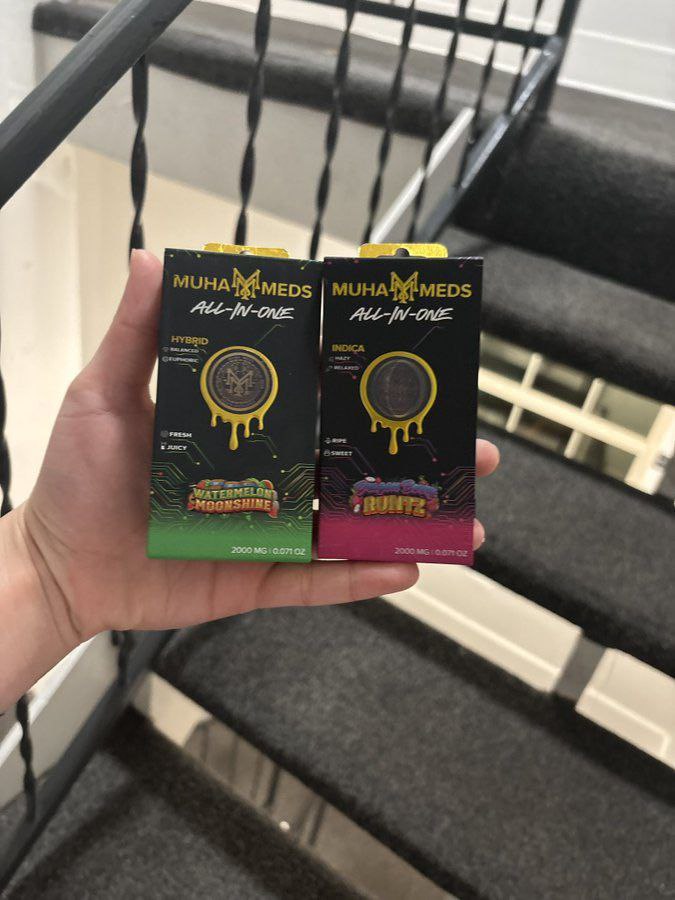 MUHA MEDS
ALL-IN-ONE
HYBRID
BALANCED
EUPHORIC
FRESH
JUICY
WATERMELON
MOONSHINE
2000 MG | 0.071 OZ
MUHA MEDS
ALL-IN-ONE
INDICA
HAZY
RELAXED
RIPE
SWEET
RUNTZ
2000 MG | 0.071 OZ